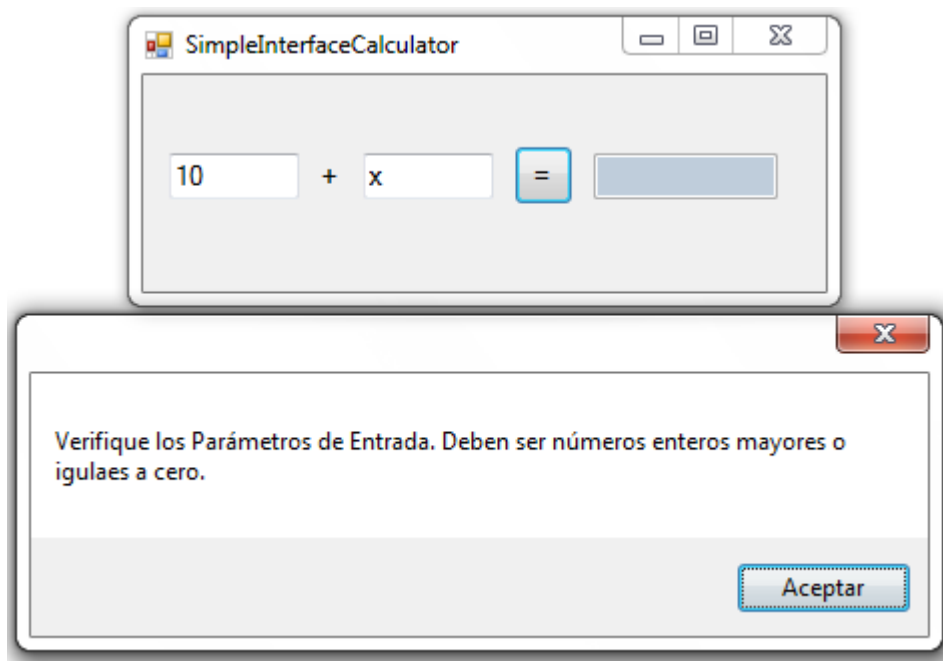 SimpleInterfaceCalculator
10 + x =
Verifique los Parámetros de Entrada. Deben ser números enteros mayores o
igulaes a cero.
Aceptar